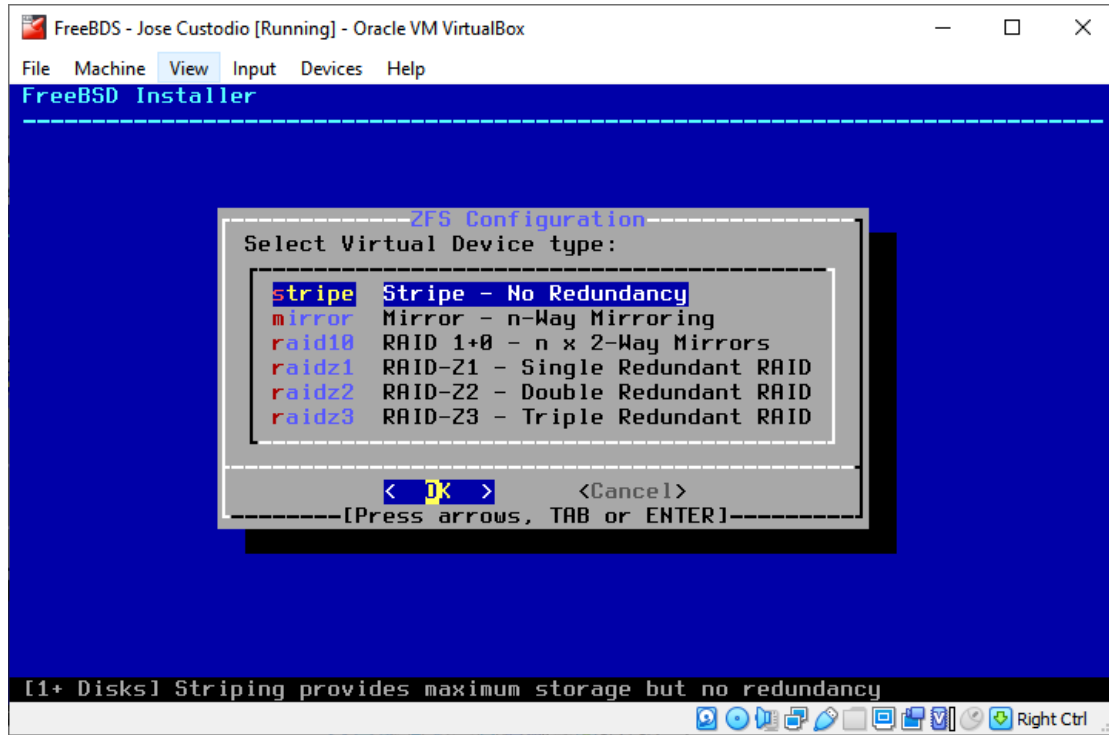 FreeBDS - Jose Custodio [Running] - Oracle VM VirtualBox
File Machine View Input Devices Help
FreeBSD Installer
ZFS Configuration
Select Virtual Device type:
stripe Stripe - No Redundancy
mirror Mirror - n-Way Mirroring
raid10 RAID 1+0 - n x 2-Way Mirrors
raidz1 RAID-Z1 - Single Redundant RAID
raidz2 RAID-Z2 - Double Redundant RAID
raidz3 RAID-Z3 - Triple Redundant RAID
< OK > <Cancel>
[Press arrows, TAB or ENTER]
[1+ Disks] Striping provides maximum storage but no redundancy
Right Ctrl